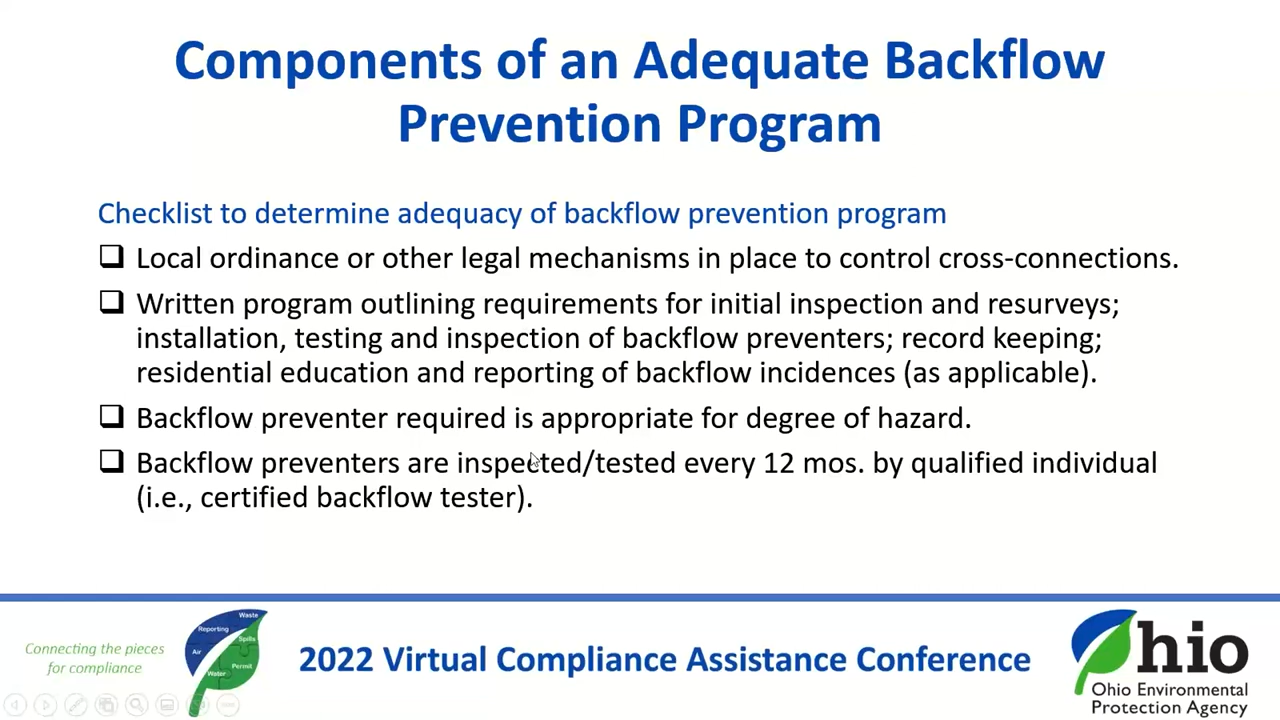 Components of an Adequate Backflow
Prevention Program
Checklist to determine adequacy of backflow prevention program
Local ordinance or other legal mechanisms in place to control cross-connections.
Written program outlining requirements for initial inspection and resurveys;
installation, testing and inspection of backflow preventers; record keeping;
residential education and reporting of backflow incidences (as applicable).
Backflow preventer required is appropriate for degree of hazard.
Backflow preventers are inspected/tested every 12 mos. by qualified individual
(i.e., certified backflow tester).
Connecting the pieces
for compliance
Waste
Reporting
Spills
Air
Permit
Water
2022 Virtual Compliance Assistance Conference
Ohio
Ohio Environmental
Protection Agency